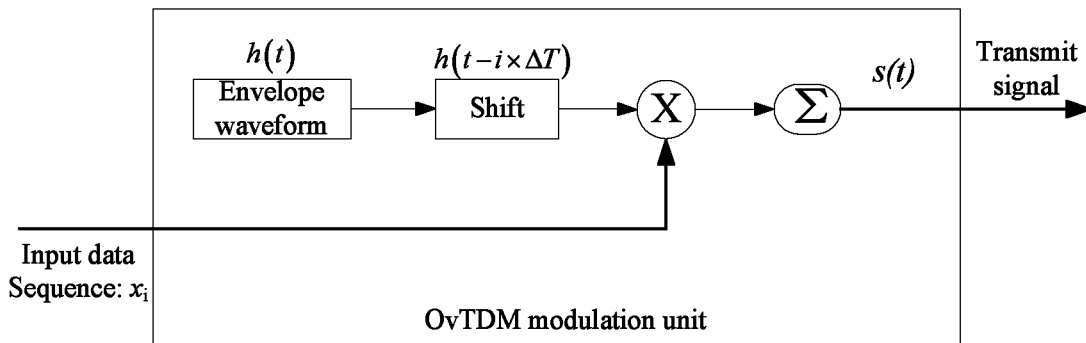 h(t)
Envelope
waveform
h(t−i×ΔT)
Shift
X
Σ
s(t)
Transmit
signal
Input data
Sequence: xᵢ
OvTDM modulation unit